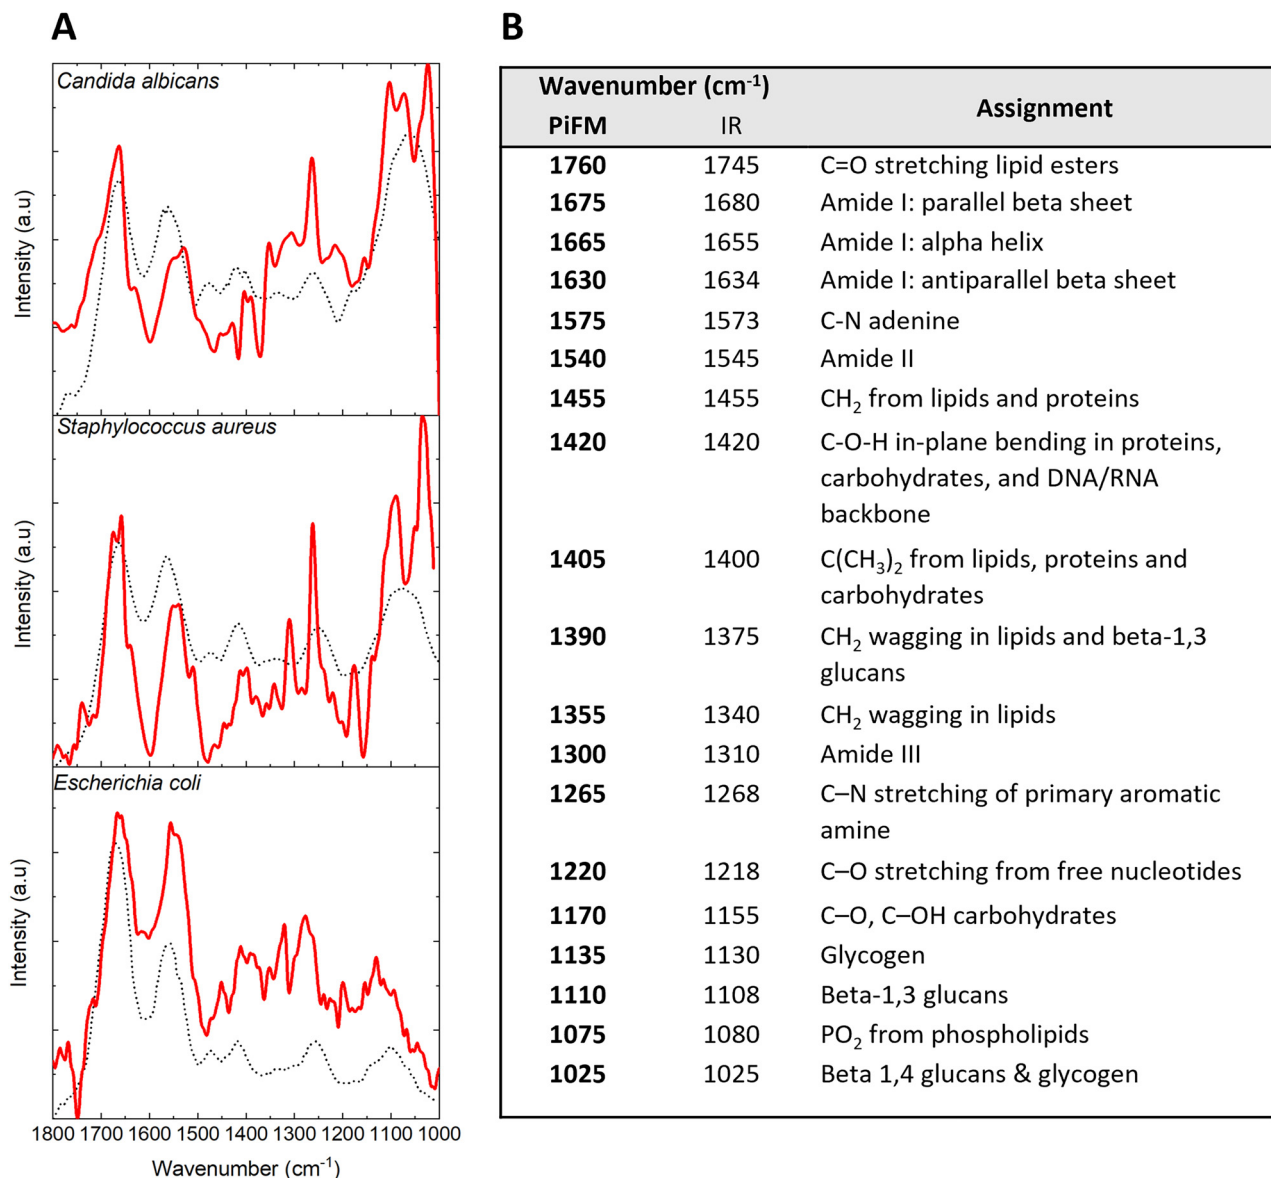 A
B
Candida albicans
Intensity (a.u)
Staphylococcus aureus
Intensity (a.u)
Escherichia coli
Intensity (a.u)
1800 1700 1600 1500 1400 1300 1200 1100 1000
Wavenumber (cm-1)
Wavenumber (cm-1)
PiFM IR Assignment
1760 1745 C=O stretching lipid esters
1675 1680 Amide I: parallel beta sheet
1665 1655 Amide I: alpha helix
1630 1634 Amide I: antiparallel beta sheet
1575 1573 C-N adenine
1540 1545 Amide II
1455 1455 CH2 from lipids and proteins
1420 1420 C-O-H in-plane bending in proteins,
carbohydrates, and DNA/RNA
backbone
1405 1400 C(CH3)2 from lipids, proteins and
carbohydrates
1390 1375 CH2 wagging in lipids and beta-1,3
glucans
1355 1340 CH2 wagging in lipids
1300 1310 Amide III
1265 1268 C–N stretching of primary aromatic
amine
1220 1218 C–O stretching from free nucleotides
1170 1155 C–O, C–OH carbohydrates
1135 1130 Glycogen
1110 1108 Beta-1,3 glucans
1075 1080 PO2 from phospholipids
1025 1025 Beta 1,4 glucans & glycogen